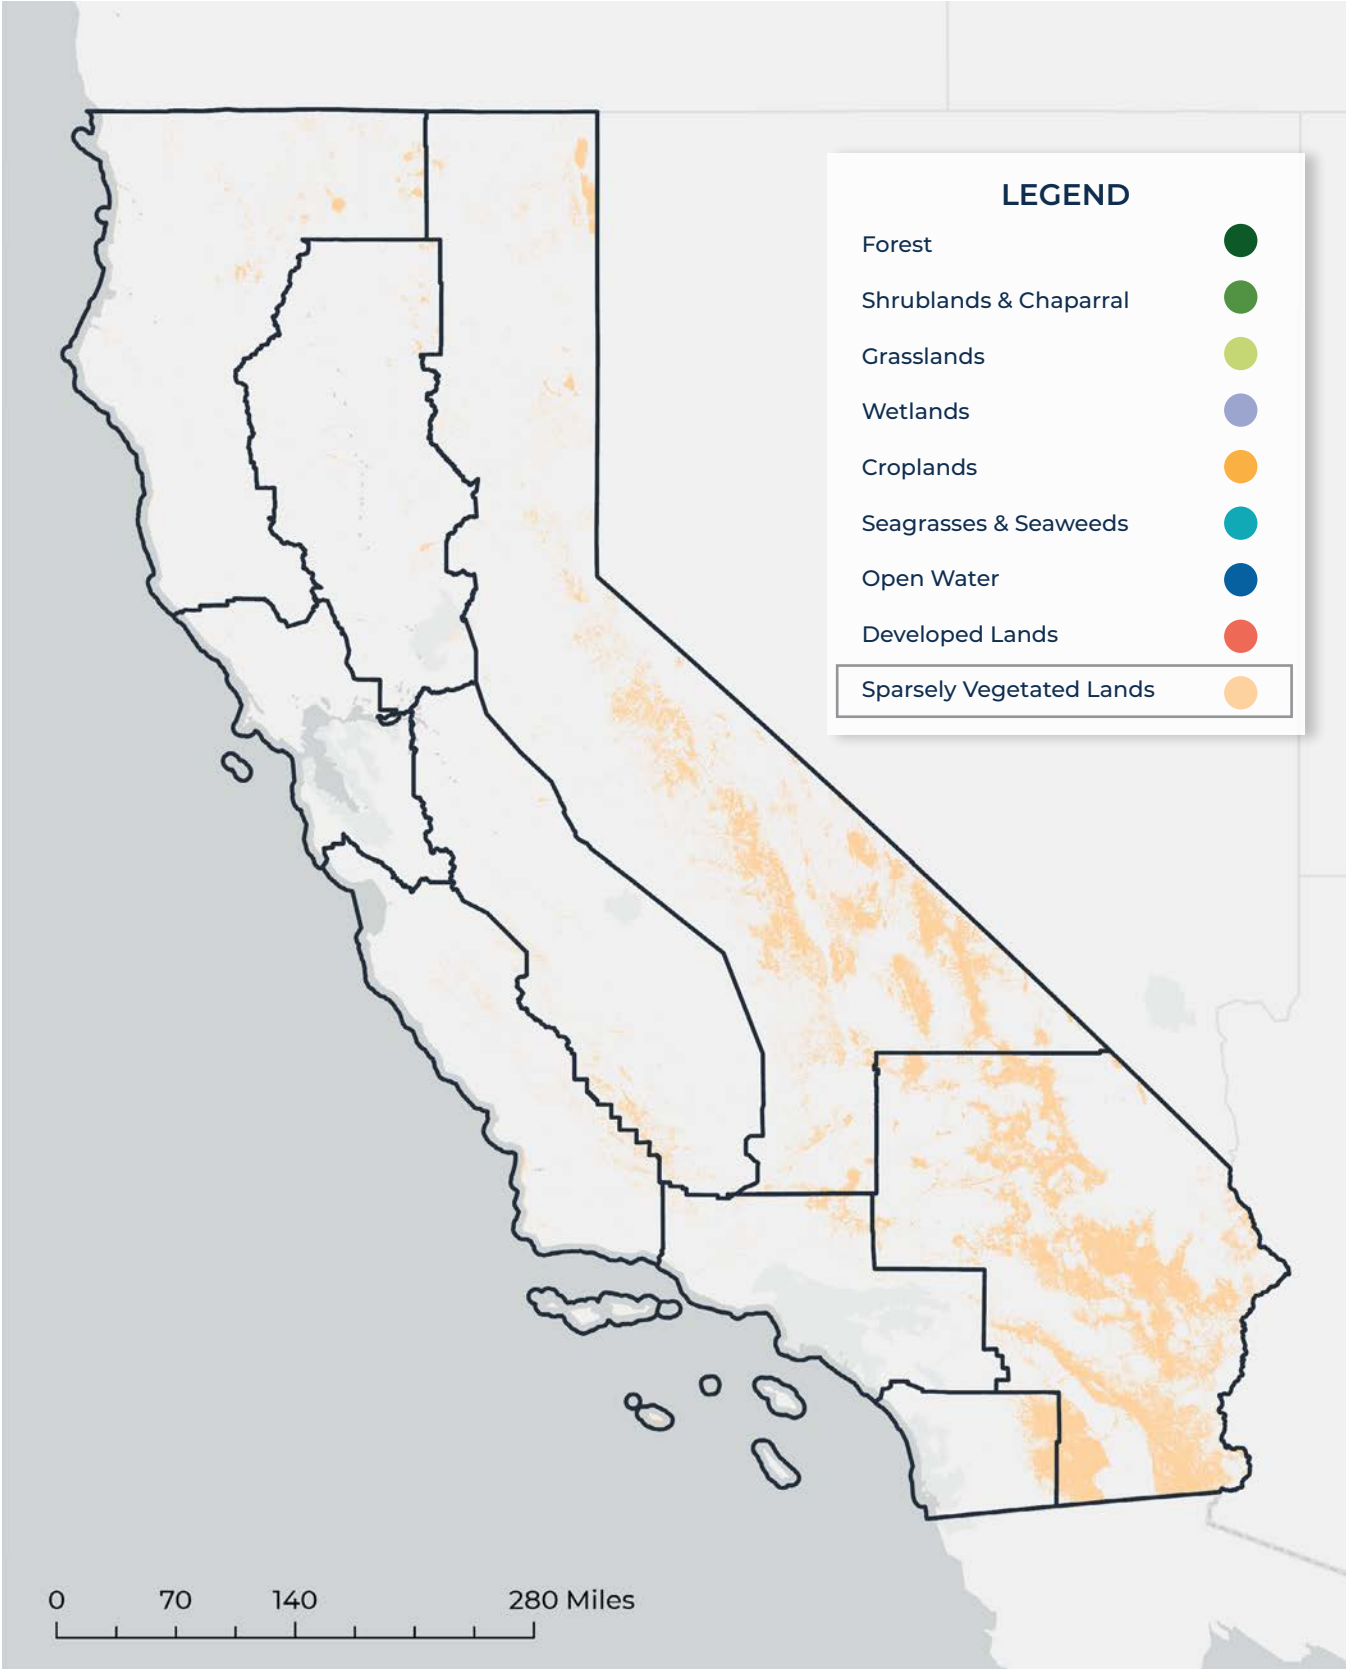 LEGEND
Forest
Shrublands & Chaparral
Grasslands
Wetlands
Croplands
Seagrasses & Seaweeds
Open Water
Developed Lands
Sparsely Vegetated Lands
0 70 140 280 Miles